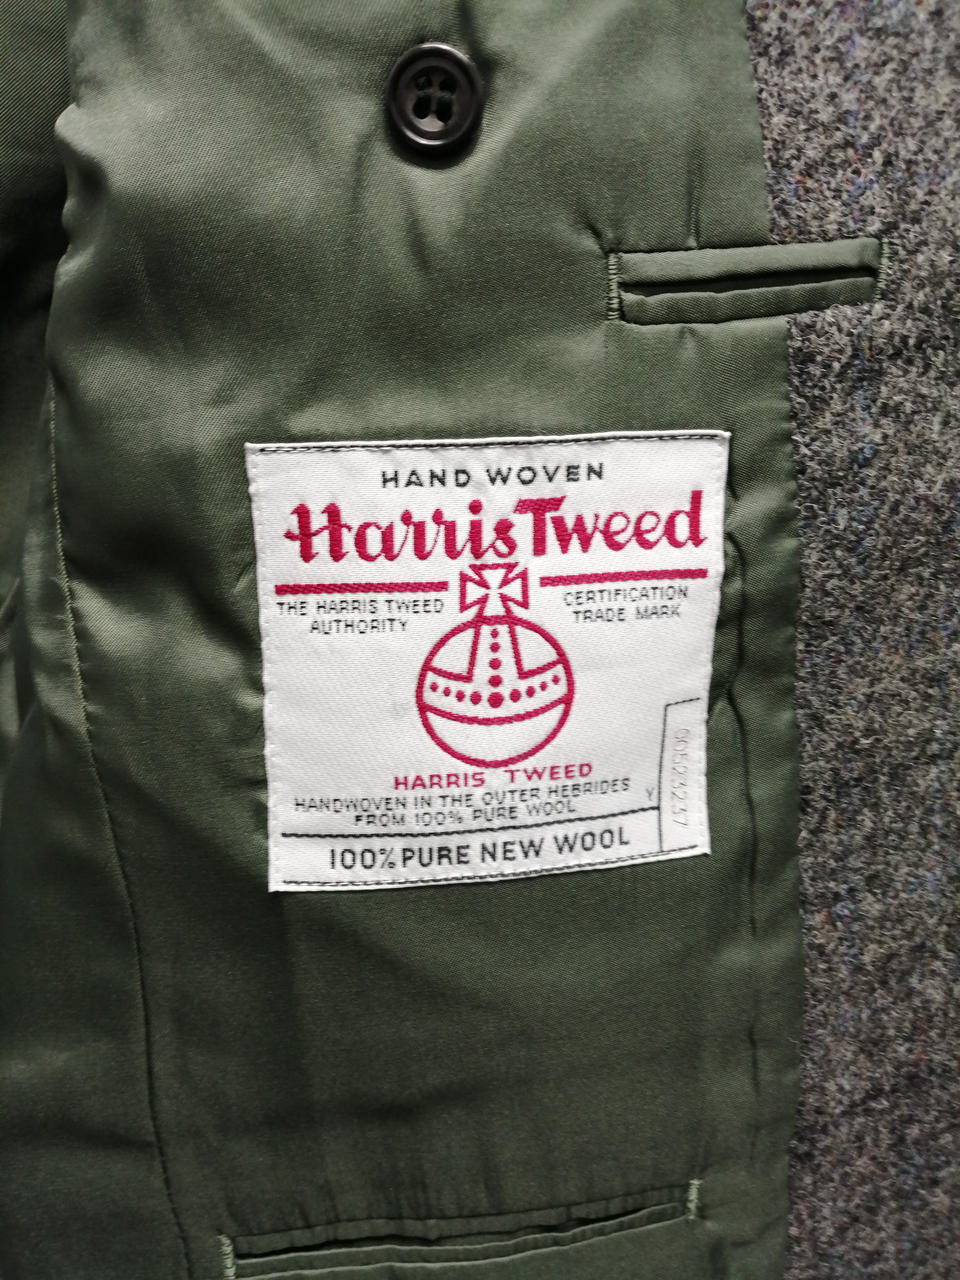 HAND WOVEN
Harris Tweed
THE HARRIS TWEED
AUTHORITY
CERTIFICATION
TRADE MARK
HARRIS TWEED
HANDWOVEN IN THE OUTER HEBRIDES
FROM 100% PURE WOOL
Y
100% PURE NEW WOOL